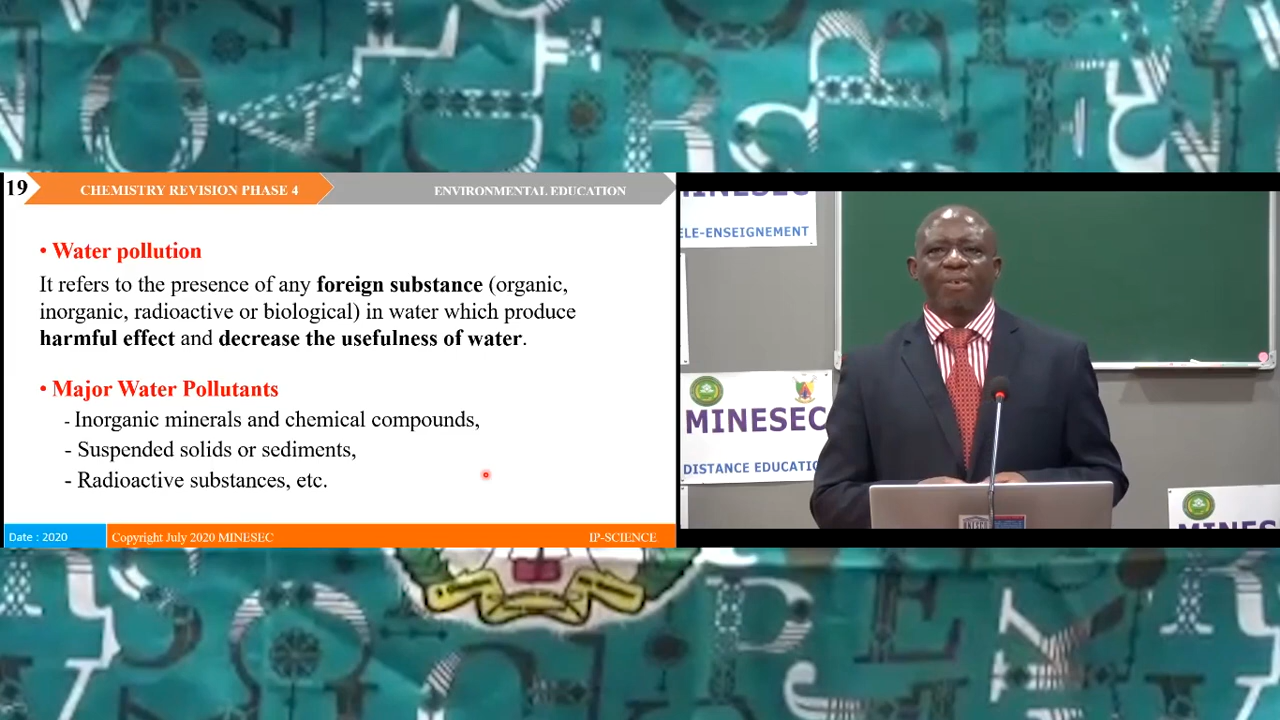 19
CHEMISTRY REVISION PHASE 4
ENVIRONMENTAL EDUCATION
• Water pollution
It refers to the presence of any foreign substance (organic,
inorganic, radioactive or biological) in water which produce
harmful effect and decrease the usefulness of water.
• Major Water Pollutants
- Inorganic minerals and chemical compounds,
- Suspended solids or sediments,
- Radioactive substances, etc.
Date : 2020
Copyright July 2020 MINESEC
IP-SCIENCE
MINESEC
ELE-ENSEIGNEMENT
MINESEC
DISTANCE EDUCATIO
MINES